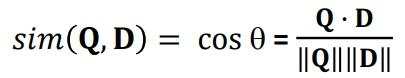 sim(Q, D) = cos θ = Q · D / ‖Q‖‖D‖